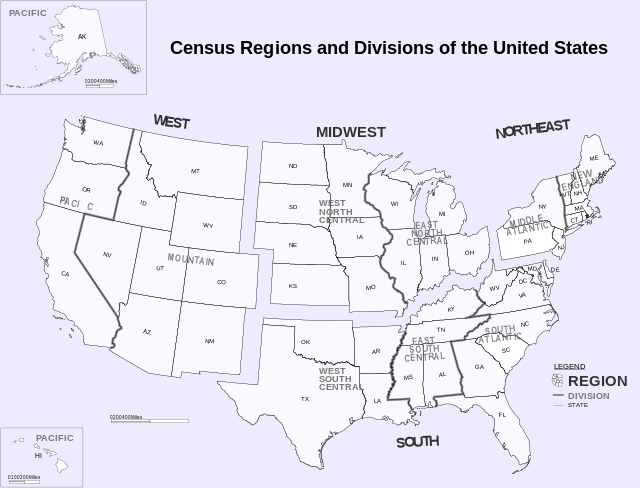 PACIFIC
AK
0200400Miles
Census Regions and Divisions of the United States
WEST
MIDWEST
NORTHEAST
WA
MT
ND
MN
ME
OR
PACI C
ID
WY
SD
WEST
NORTH
CENTRAL
WI
MI
EAST
NORTH
CENTRAL
NY
NEW
ENGLAND
VT
NH
MA
CT
RI
MIDDLE
ATLANTIC
PA
NJ
NV
UT
MOUNTAIN
CO
CA
NE
IA
IL
IN
OH
KS
MO
WV
MD
DE
DC
VA
KY
AZ
NM
OK
AR
TN
NC
EAST
SOUTH
CENTRAL
SOUTH
ATLANTIC
SC
WEST
SOUTH
CENTRAL
TX
LA
MS
AL
GA
FL
0200400Miles
SOUTH
PACIFIC
HI
0100200Miles
LEGEND
REGION
DIVISION
STATE